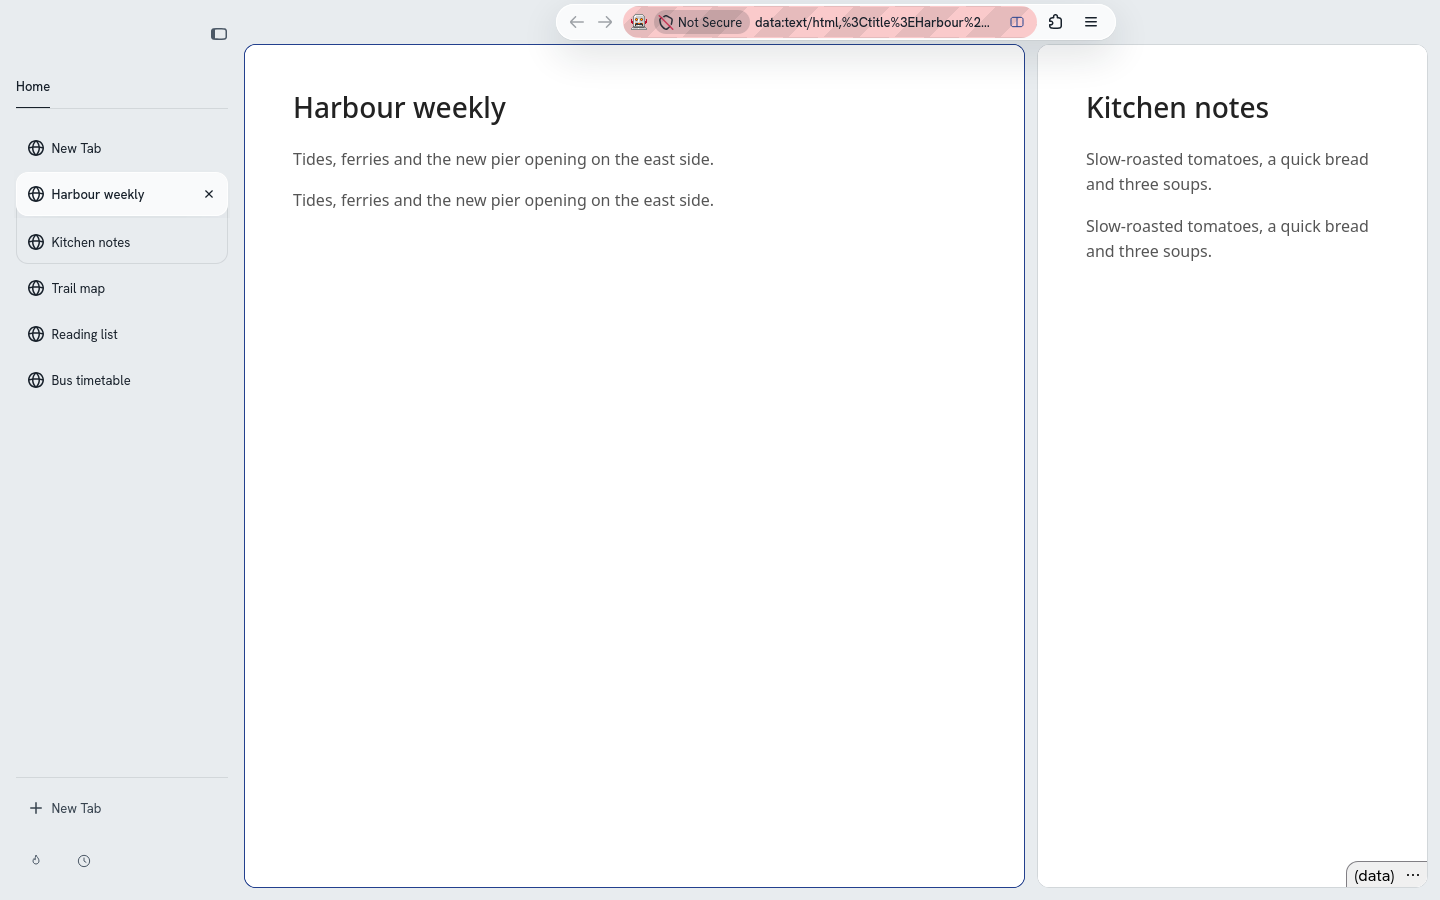 Not Secure data:text/html,%3Ctitle%3EHarbour%2...
Home
New Tab
Harbour weekly
Kitchen notes
Trail map
Reading list
Bus timetable
New Tab
Harbour weekly
Tides, ferries and the new pier opening on the east side.
Tides, ferries and the new pier opening on the east side.
Kitchen notes
Slow-roasted tomatoes, a quick bread
and three soups.
Slow-roasted tomatoes, a quick bread
and three soups.
(data) ...